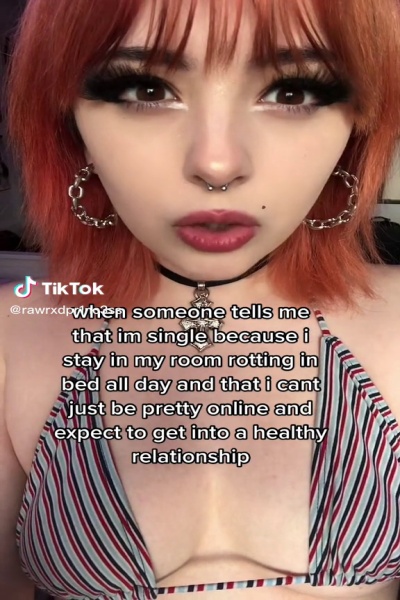 TikTok
when someone tells me
that im single because i
stay in my room rotting in
bed all day and that i cant
just be pretty online and
expect to get into a healthy
relationship